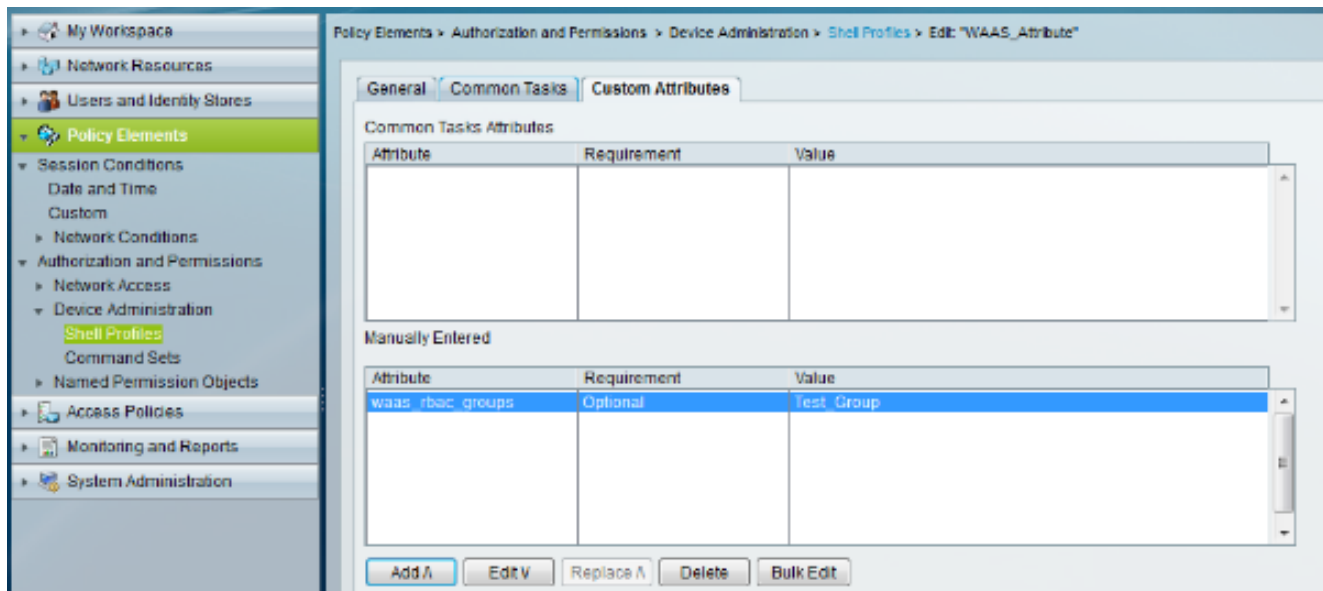 My Workspace
Network Resources
Users and Identity Stores
Policy Elements
Session Conditions
Date and Time
Custom
Network Conditions
Authorization and Permissions
Network Access
Device Administration
Shell Profiles
Command Sets
Named Permission Objects
Access Policies
Monitoring and Reports
System Administration
Policy Elements > Authorization and Permissions > Device Administration > Shell Profiles > Edit: "WAAS_Attribute"
General Common Tasks Custom Attributes
Common Tasks Attributes
Attribute Requirement Value
Manually Entered
Attribute Requirement Value
waas_rbac_groups Optional Test_Group
Add Λ Edit V Replace Λ Delete Bulk Edit